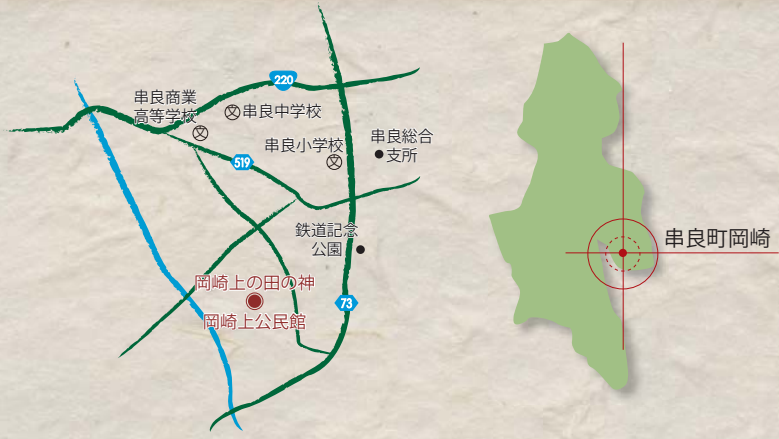 220
串良商業
高等学校
串良中学校
串良小学校
串良総合
支所
519
鉄道記念
公園
串良町岡崎
岡崎上の田の神
73
岡崎上公民館